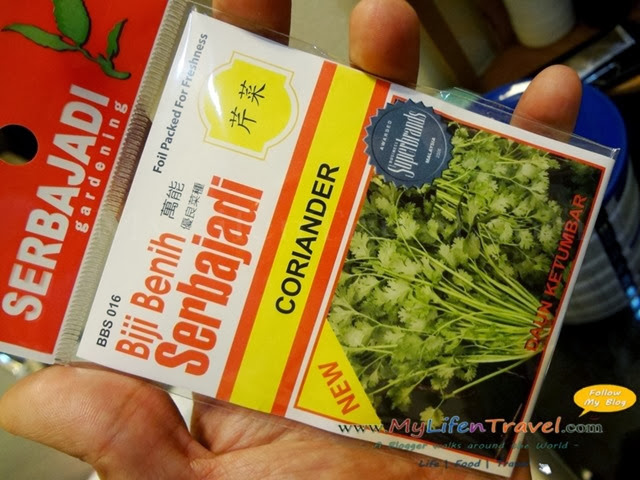 SERBAJADI
gardening
Foil Packed For Freshness
芹菜
BBS 016
Biji Benih
萬能
優良菜種
Serbajadi
CORIANDER
Superbrands
MALAYSIA
DAUN KETUMBAR
NEW
Follow
My Blog
www.MyLifenTravel.com
A Blogger walks around the World -
Life | Food | Travel